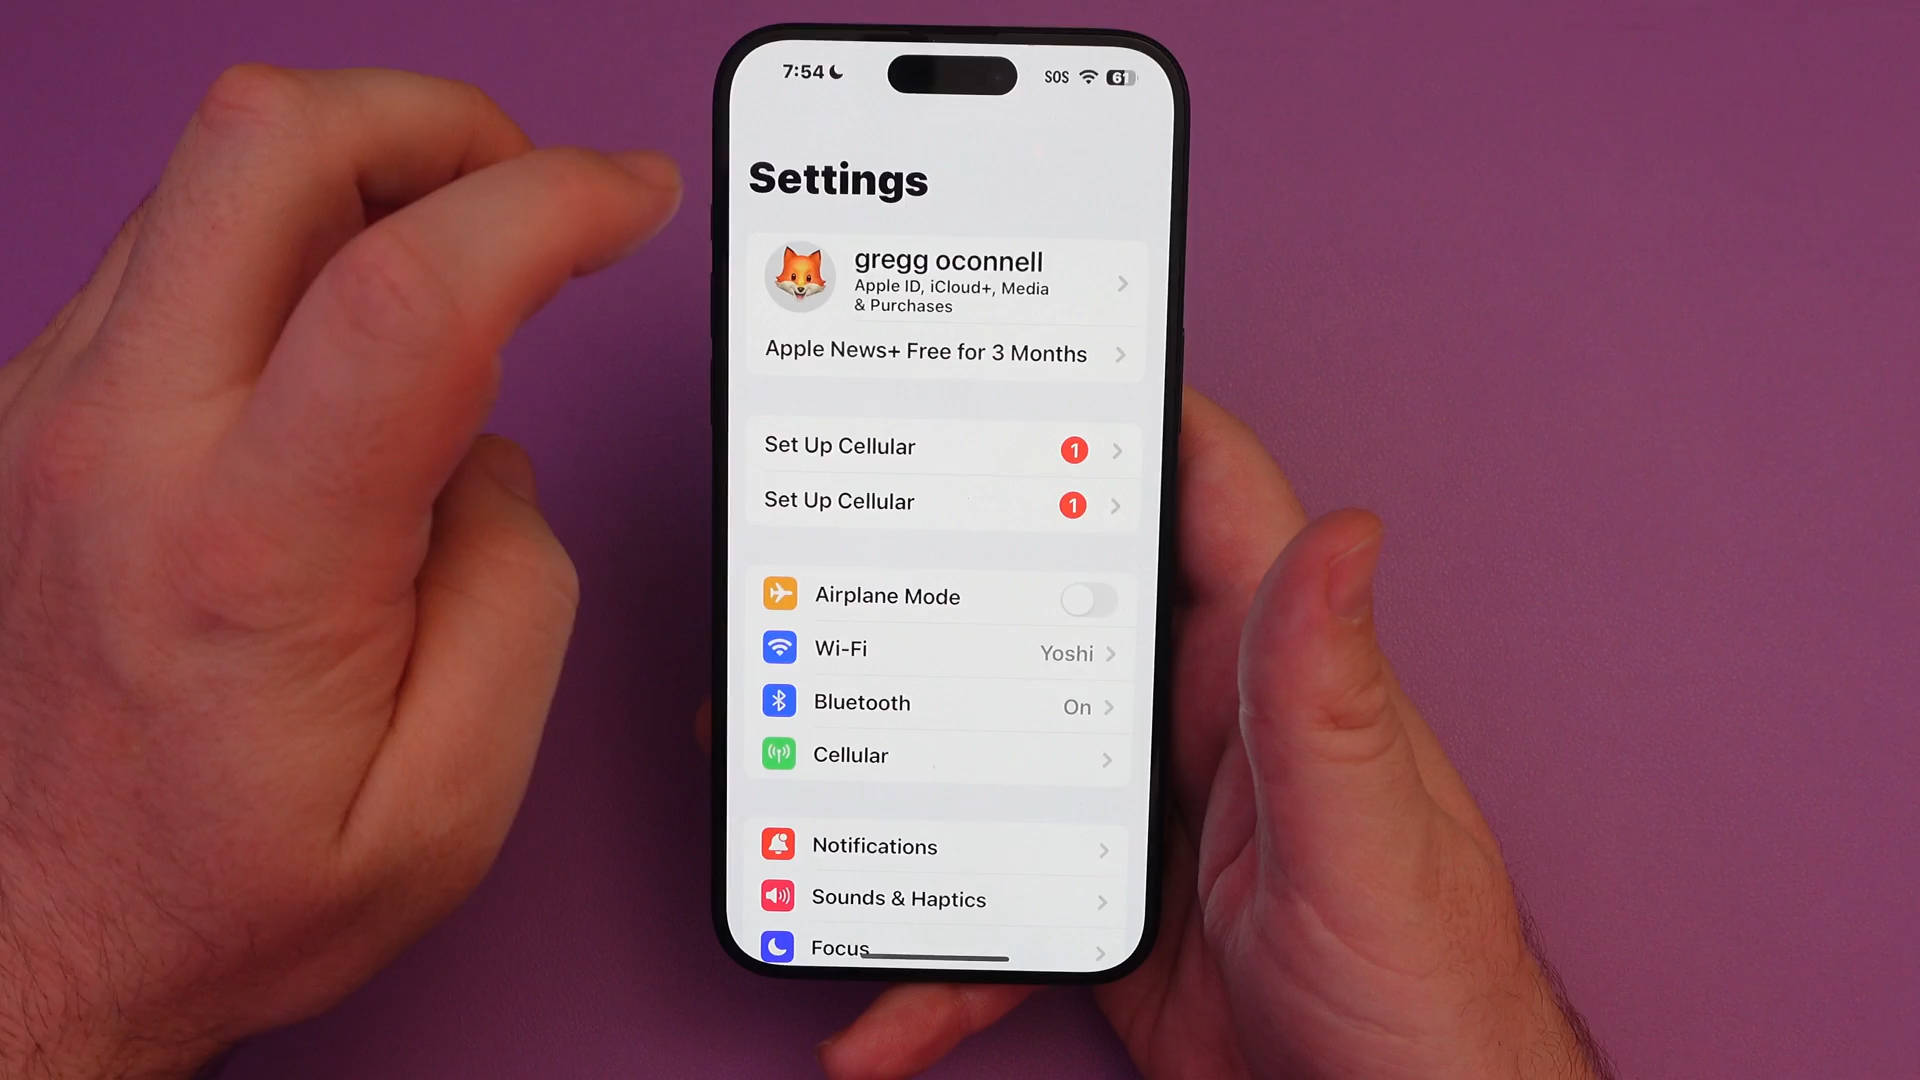 7:54
SOS
61
Settings
gregg oconnell
Apple ID, iCloud+, Media
& Purchases
Apple News+ Free for 3 Months
Set Up Cellular 1
Set Up Cellular 1
Airplane Mode
Wi-Fi Yoshi
Bluetooth On
Cellular
Notifications
Sounds & Haptics
Focus